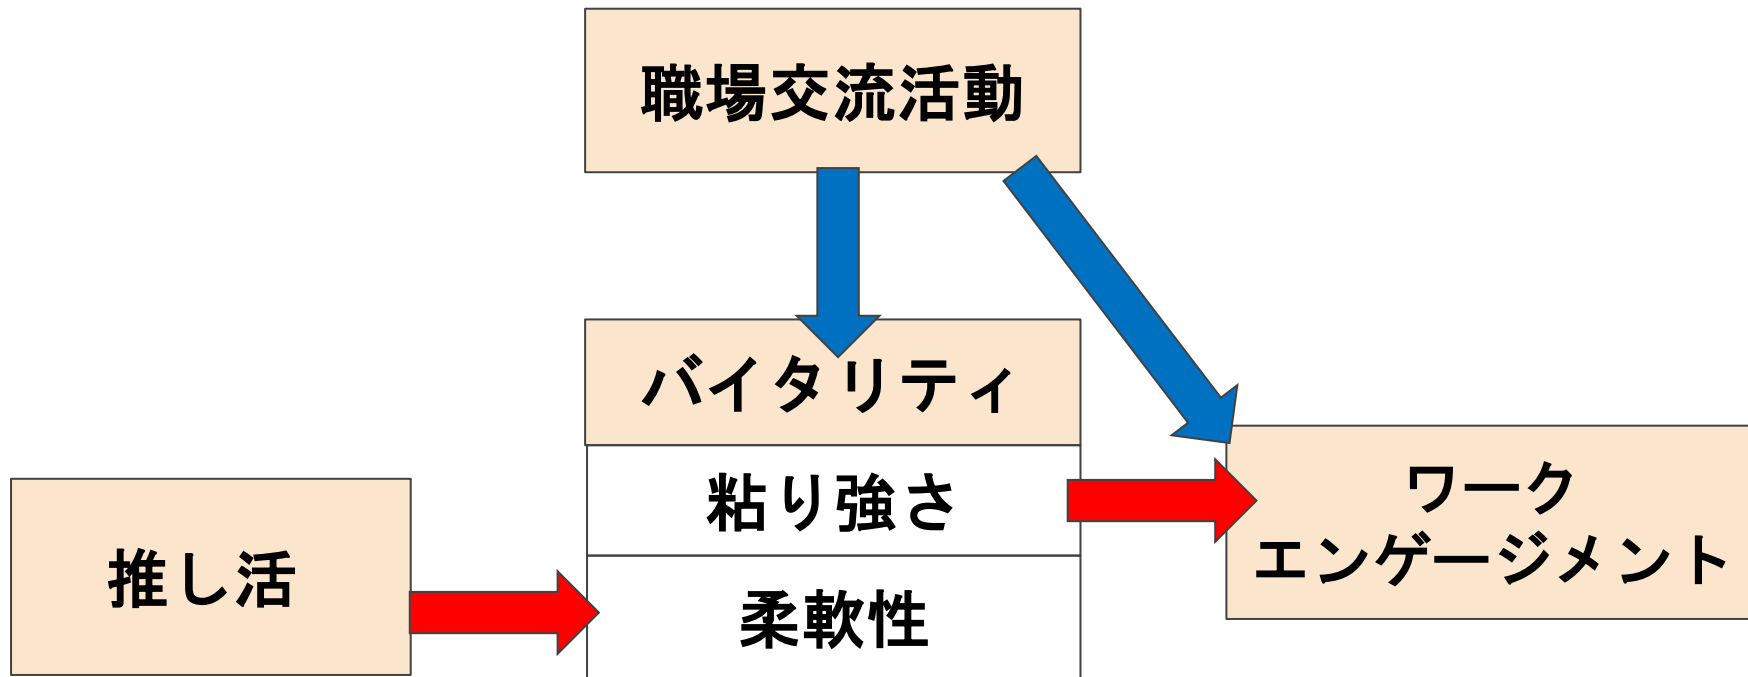 職場交流活動
バイタリティ
粘り強さ
柔軟性
推し活
ワーク
エンゲージメント